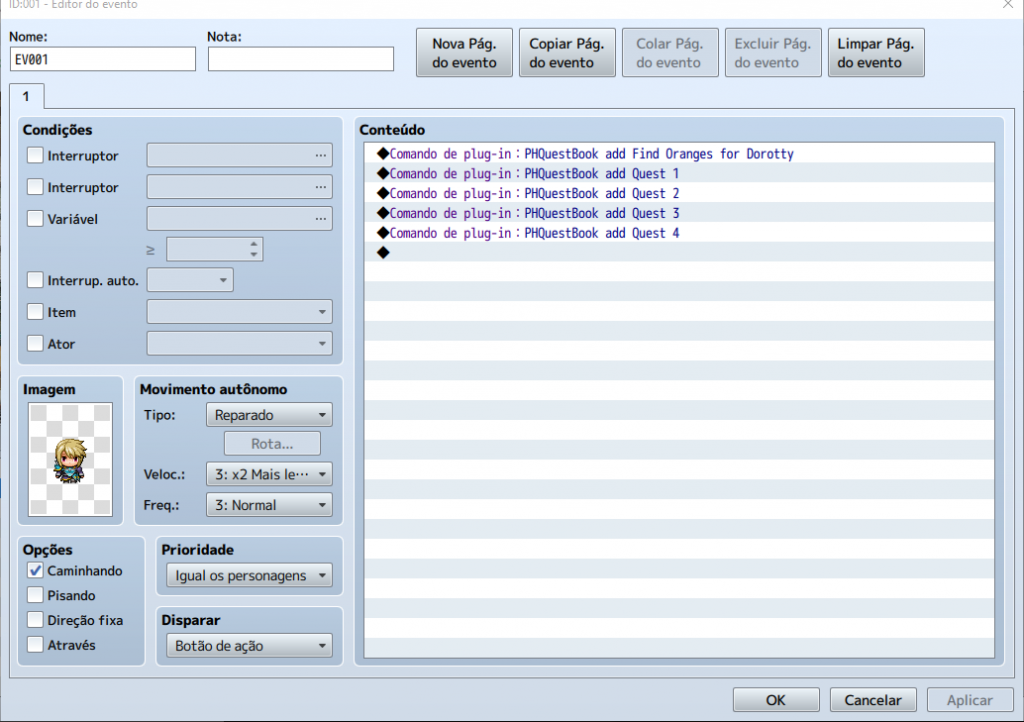 ID:001 - Editor do evento
Nome:
Nota:
EV001
Nova Pág.
do evento
Copiar Pág.
do evento
Colar Pág.
do evento
Excluir Pág.
do evento
Limpar Pág.
do evento
1
Condições
Interruptor
...
Interruptor
...
Variável
...
≥
Interrup. auto.
Item
Ator
Imagem
Movimento autônomo
Tipo:
Reparado
Rota...
Veloc.:
3: x2 Mais le···
Freq.:
3: Normal
Opções
Caminhando
Pisando
Direção fixa
Através
Prioridade
Igual os personagens
Disparar
Botão de ação
Conteúdo
◆Comando de plug-in：PHQuestBook add Find Oranges for Dorotty
◆Comando de plug-in：PHQuestBook add Quest 1
◆Comando de plug-in：PHQuestBook add Quest 2
◆Comando de plug-in：PHQuestBook add Quest 3
◆Comando de plug-in：PHQuestBook add Quest 4
◆
OK
Cancelar
Aplicar